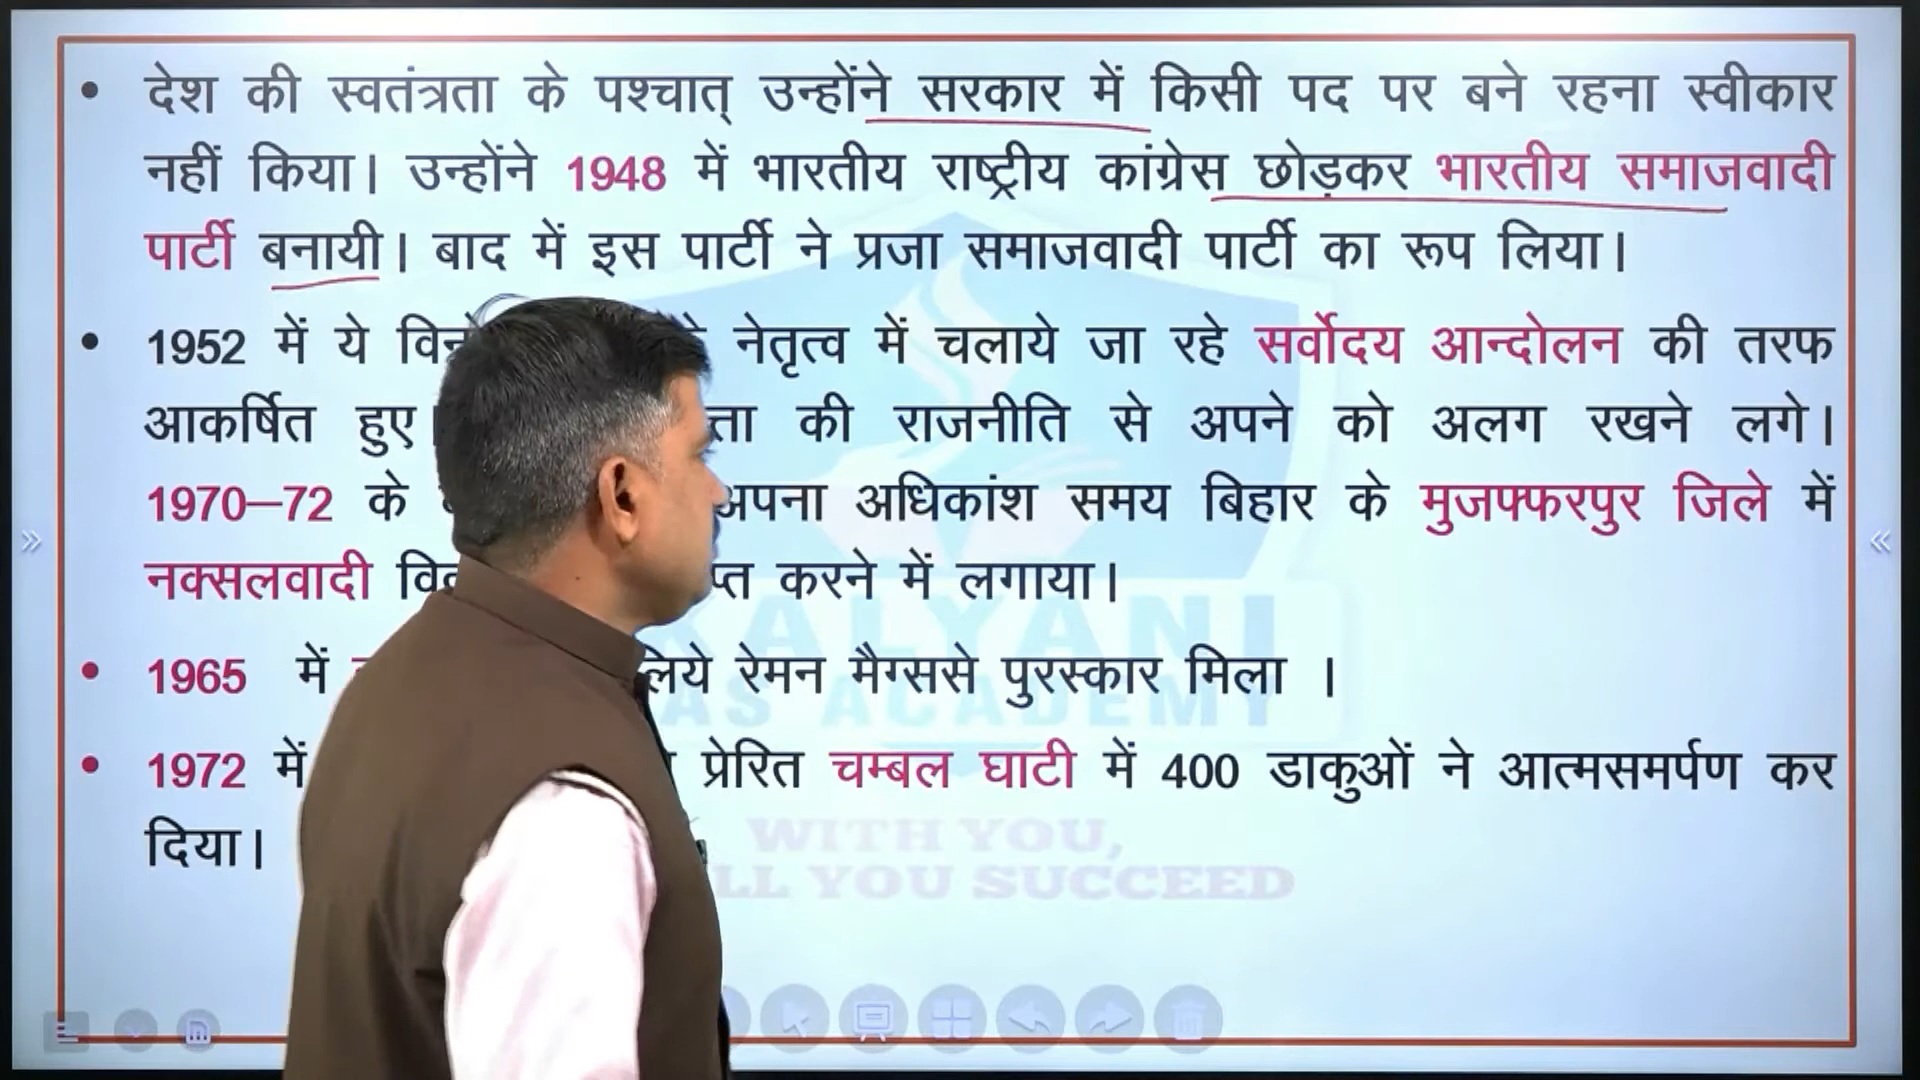 देश की स्वतंत्रता के पश्चात् उन्होंने सरकार में किसी पद पर बने रहना स्वीकार
नहीं किया। उन्होंने 1948 में भारतीय राष्ट्रीय कांग्रेस छोड़कर भारतीय समाजवादी
पार्टी बनायी। बाद में इस पार्टी ने प्रजा समाजवादी पार्टी का रूप लिया।
1952 में ये नेतृत्व में चलाये जा रहे सर्वोदय आन्दोलन की तरफ
आकर्षित हुए की राजनीति से अपने को अलग रखने लगे।
1970–72 के अपना अधिकांश समय बिहार के मुजफ्फरपुर जिले में
नक्सलवादी करने में लगाया।
1965 में लिये रेमन मैग्ससे पुरस्कार मिला ।
1972 में प्रेरित चम्बल घाटी में 400 डाकुओं ने आत्मसमर्पण कर
दिया।
KALYANI
IAS ACADEMY
WITH YOU,
YOU SUCCEED